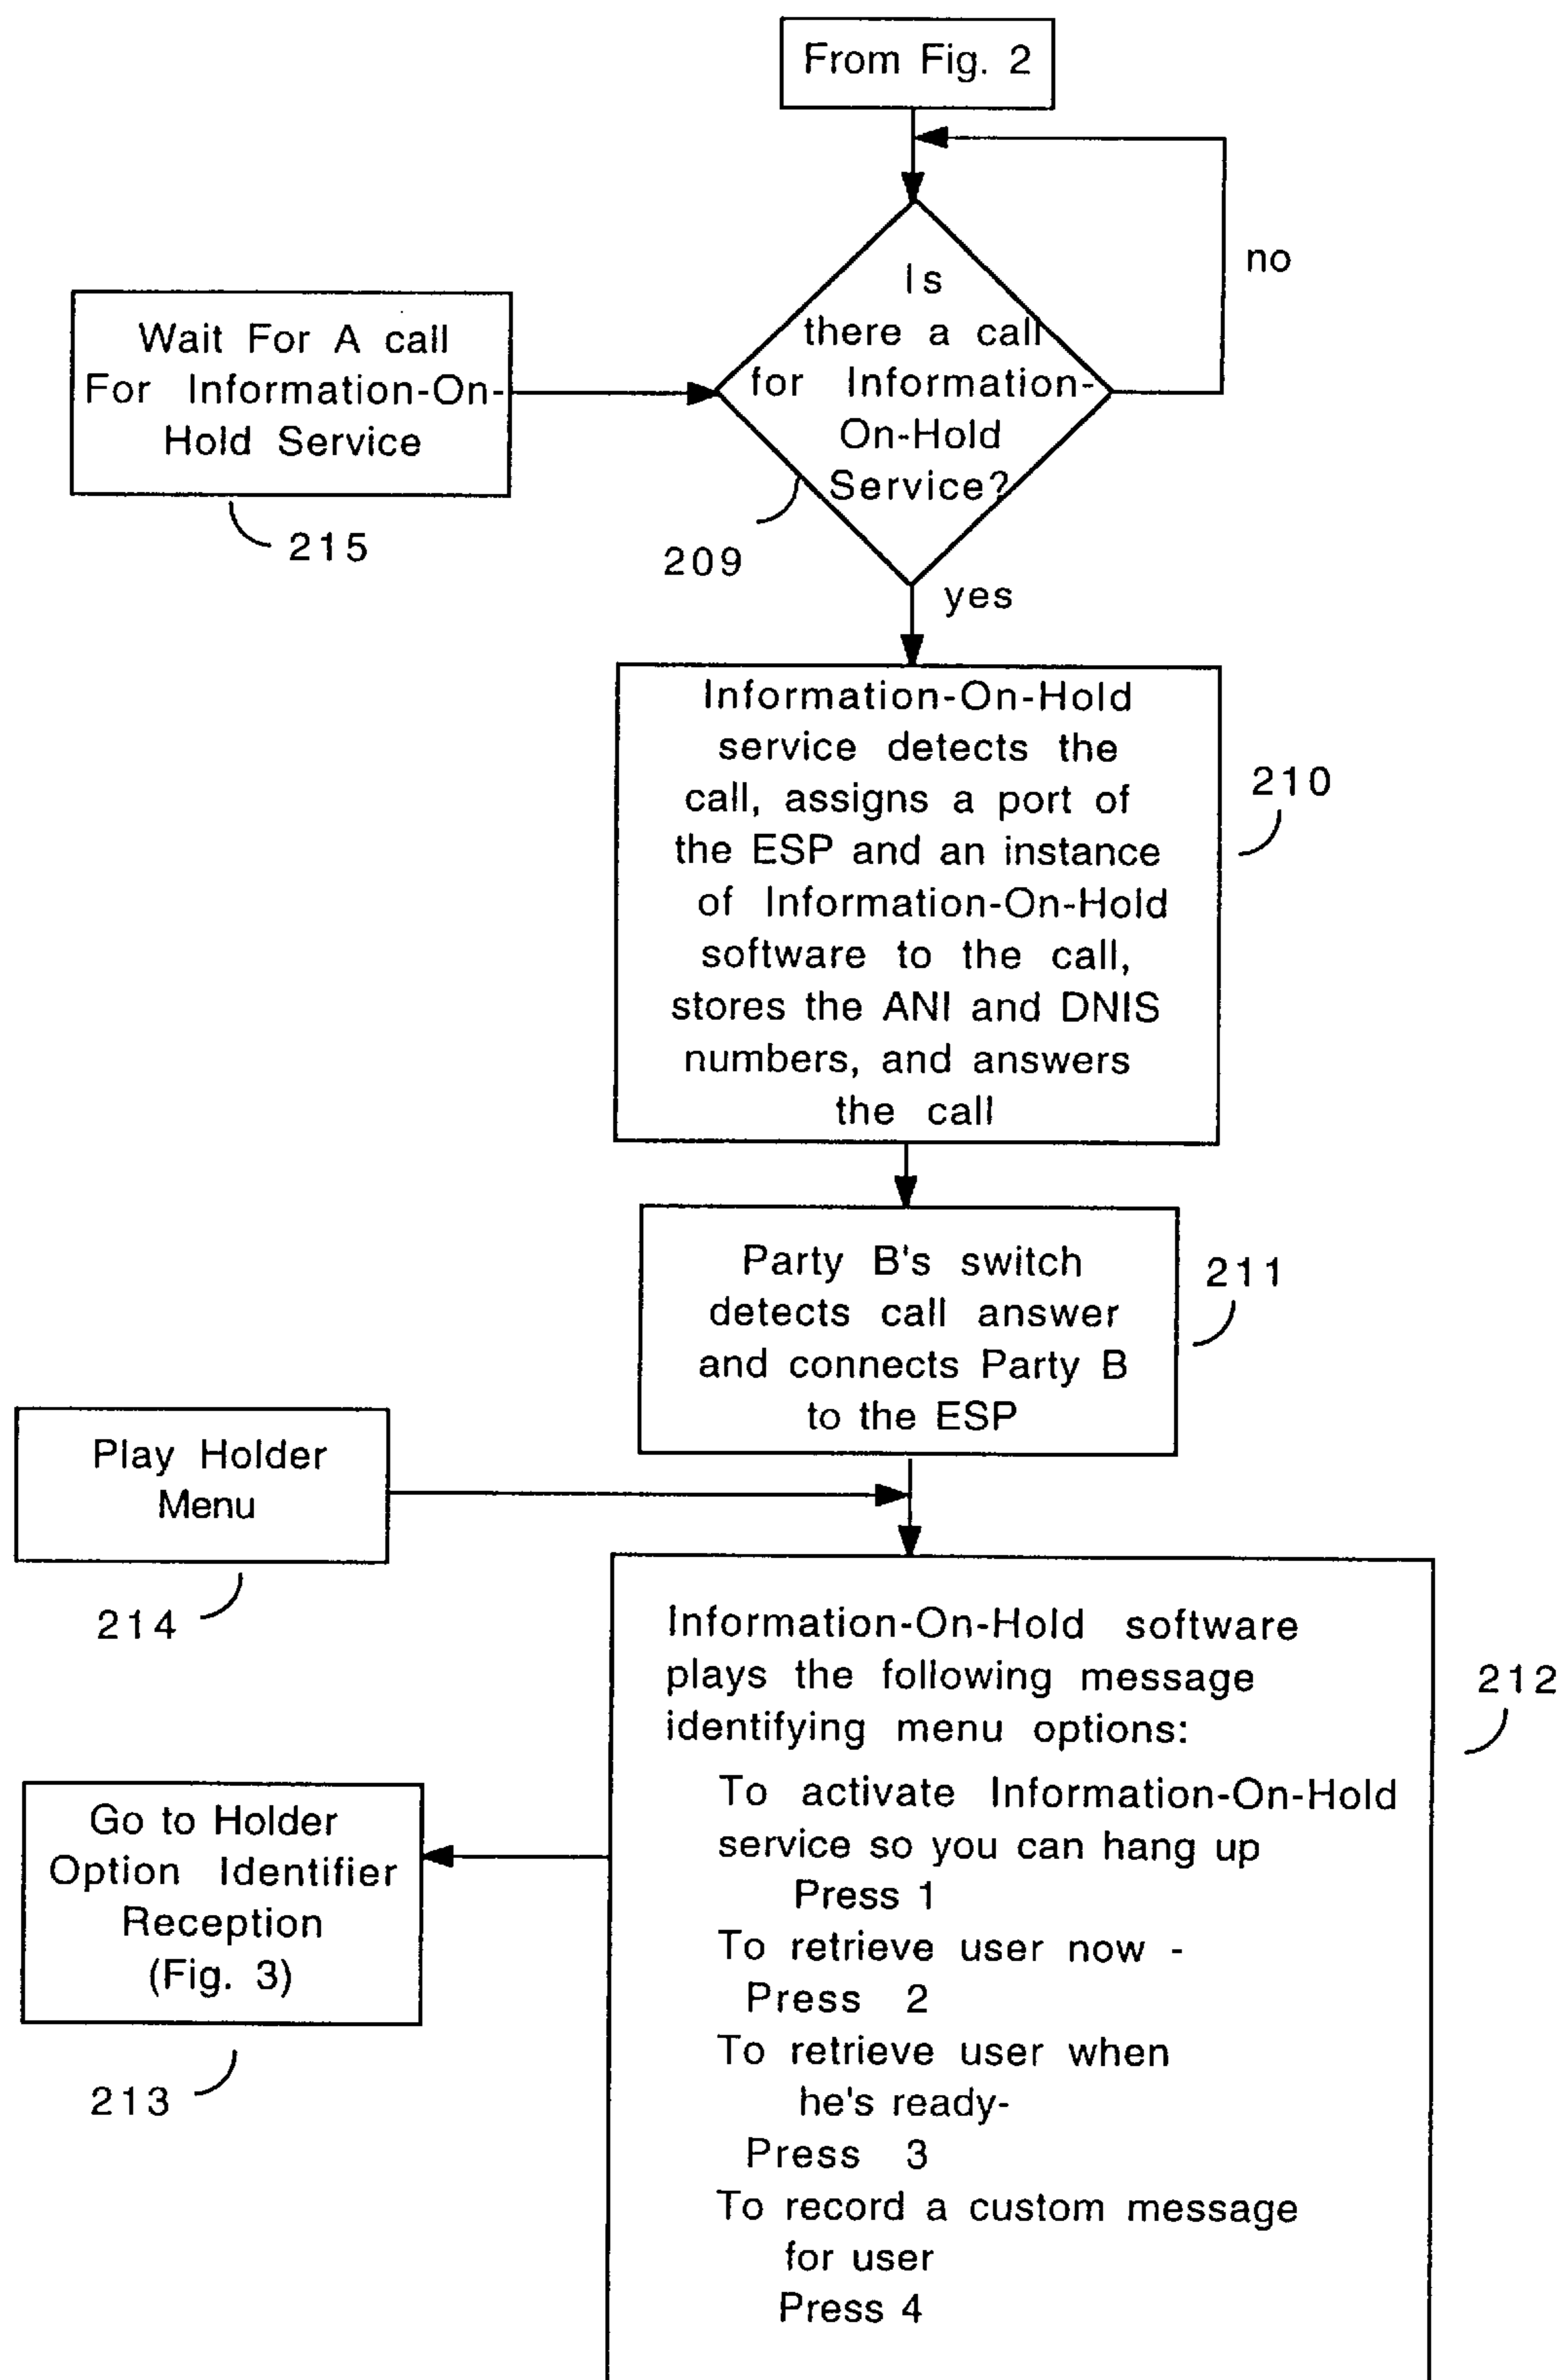 From Fig. 2
no
Is
there a call
for Information-
On-Hold
Service?
Wait For A call
For Information-On-
Hold Service
215
209
yes
Information-On-Hold
service detects the
call, assigns a port of
the ESP and an instance
of Information-On-Hold
software to the call,
stores the ANI and DNIS
numbers, and answers
the call
210
Party B's switch
detects call answer
and connects Party B
to the ESP
211
Play Holder
Menu
214
Information-On-Hold software
plays the following message
identifying menu options:
To activate Information-On-Hold
service so you can hang up
Press 1
To retrieve user now -
Press 2
To retrieve user when
he's ready-
Press 3
To record a custom message
for user
Press 4
212
Go to Holder
Option Identifier
Reception
(Fig. 3)
213